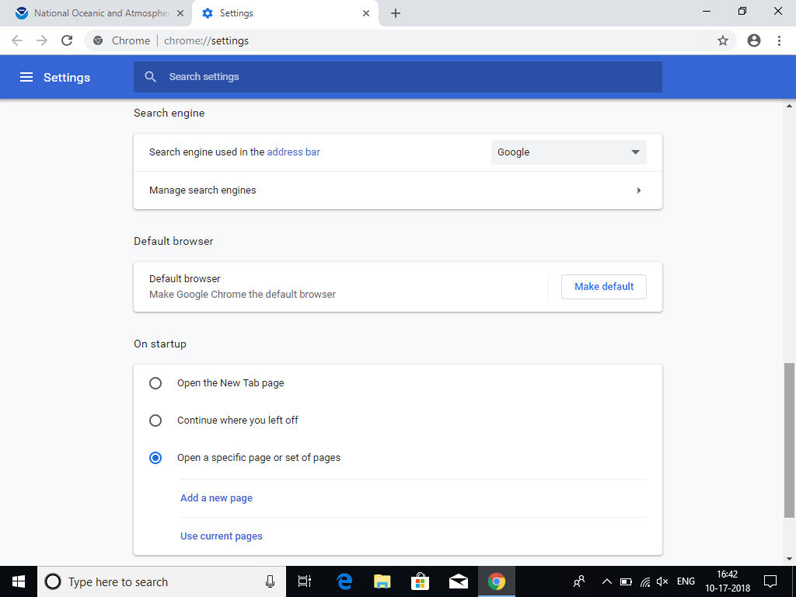 National Oceanic and Atmospher
Settings
Chrome | chrome://settings
Settings
Search settings
Search engine
Search engine used in the address bar
Google
Manage search engines
Default browser
Default browser
Make Google Chrome the default browser
Make default
On startup
Open the New Tab page
Continue where you left off
Open a specific page or set of pages
Add a new page
Use current pages
Type here to search
ENG
16:42
10-17-2018